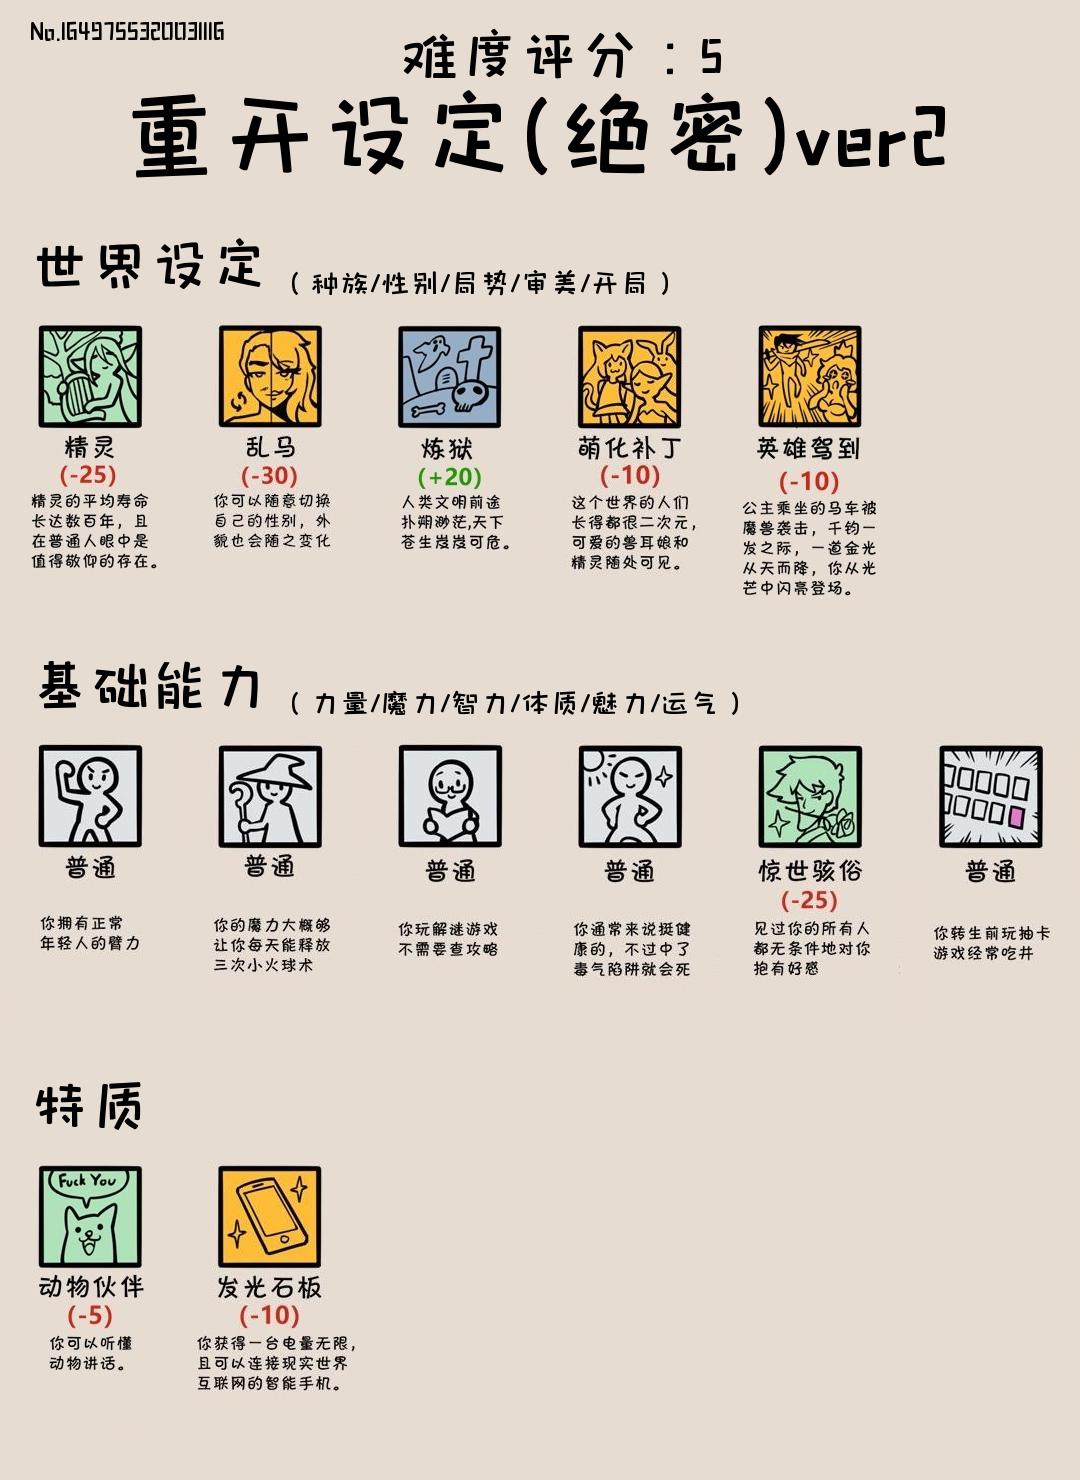 No.1649755320031116
难度评分：5
重开设定(绝密)ver2
世界设定 （种族/性别/局势/审美/开局）
精灵
(-25)
精灵的平均寿命
长达数百年，且
在普通人眼中是
值得敬仰的存在。
乱马
(-30)
你可以随意切换
自己的性别，外
貌也会随之变化
炼狱
(+20)
人类文明前途
扑朔渺茫,天下
苍生岌岌可危。
萌化补丁
(-10)
这个世界的人们
长得都很二次元，
可爱的兽耳娘和
精灵随处可见。
英雄驾到
(-10)
公主乘坐的马车被
魔兽袭击，千钧一
发之际，一道金光
从天而降，你从光
芒中闪亮登场。
基础能力 （力量/魔力/智力/体质/魅力/运气）
普通
你拥有正常
年轻人的臂力
普通
你的魔力大概够
让你每天能释放
三次小火球术
普通
你玩解谜游戏
不需要查攻略
普通
你通常来说挺健
康的，不过中了
毒气陷阱就会死
惊世骇俗
(-25)
见过你的所有人
都无条件地对你
抱有好感
普通
你转生前玩抽卡
游戏经常吃井
特质
Fuck You
动物伙伴
(-5)
你可以听懂
动物讲话。
发光石板
(-10)
你获得一台电量无限，
且可以连接现实世界
互联网的智能手机。